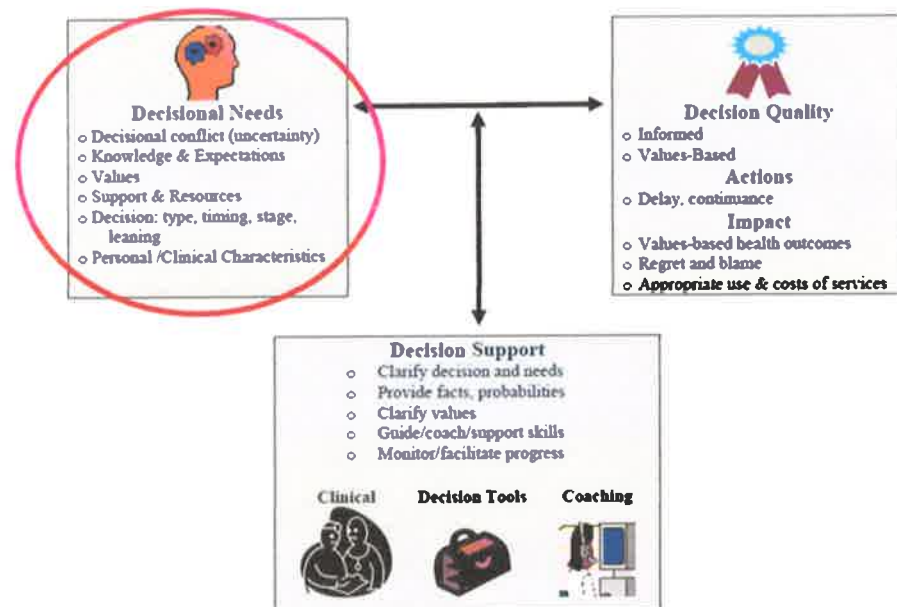 Decisional Needs
o Decisional conflict (uncertainty)
o Knowledge & Expectations
o Values
o Support & Resources
o Decision: type, timing, stage,
leaning
o Personal /Clinical Characteristics
Decision Quality
o Informed
o Values-Based
Actions
o Delay, continuance
Impact
o Values-based health outcomes
o Regret and blame
o Appropriate use & costs of services
Decision Support
o Clarify decision and needs
o Provide facts, probabilities
o Clarify values
o Guide/coach/support skills
o Monitor/facilitate progress
Clinical
Decision Tools
Coaching